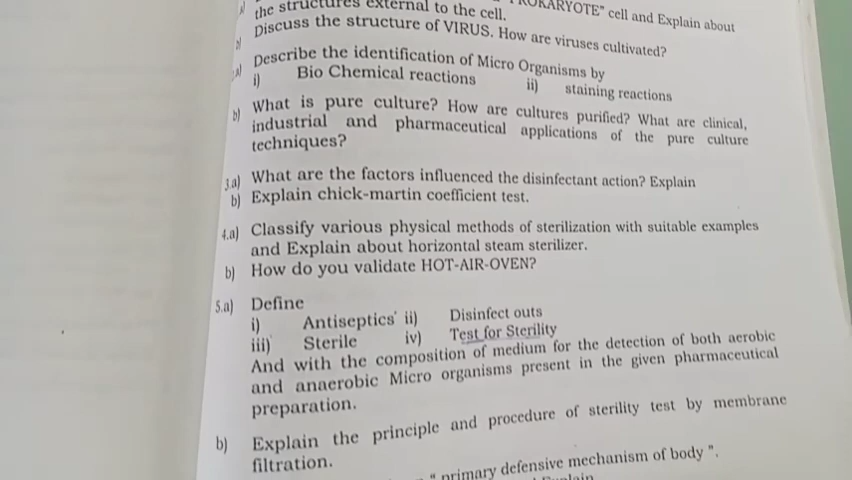 PROKARYOTE" cell and Explain about
the structures external to the cell.
b) Discuss the structure of VIRUS. How are viruses cultivated?
a) Describe the identification of Micro Organisms by
i) Bio Chemical reactions ii) staining reactions
b) What is pure culture? How are cultures purified? What are clinical,
industrial and pharmaceutical applications of the pure culture
techniques?
3.a) What are the factors influenced the disinfectant action? Explain
b) Explain chick-martin coefficient test.
4.a) Classify various physical methods of sterilization with suitable examples
and Explain about horizontal steam sterilizer.
b) How do you validate HOT-AIR-OVEN?
5.a) Define
i) Antiseptics ii) Disinfect outs
iii) Sterile iv) Test for Sterility
And with the composition of medium for the detection of both aerobic
and anaerobic Micro organisms present in the given pharmaceutical
preparation.
b) Explain the principle and procedure of sterility test by membrane
filtration.
" primary defensive mechanism of body ".